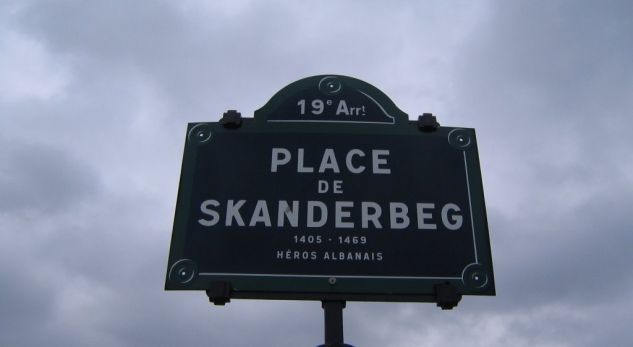 19e Arrt.
PLACE
DE
SKANDERBEG
1405 - 1469
HÉROS ALBANAIS